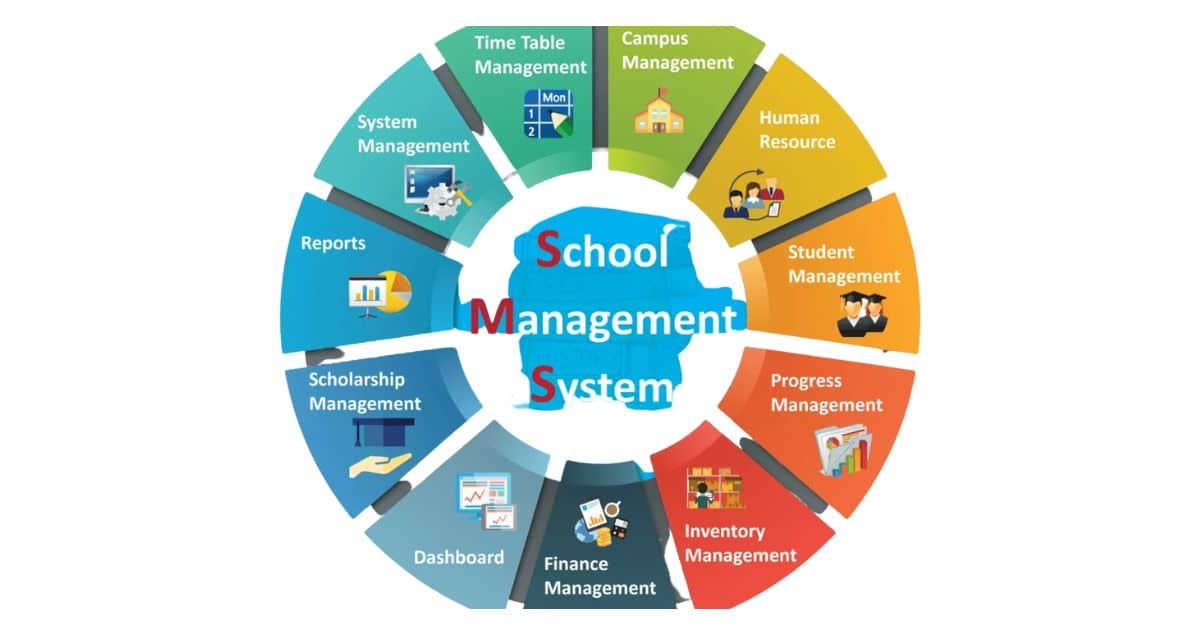 School
Management
System
Time Table
Management
Mon
1
2
Campus
Management
Human
Resource
Student
Management
Progress
Management
Inventory
Management
Finance
Management
Dashboard
Scholarship
Management
Reports
System
Management